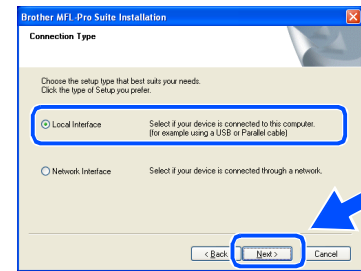 Brother MFL-Pro Suite Installation
Connection Type
Choose the setup type that best suits your needs.
Click the type of Setup you prefer.
Local Interface
Select if your device is connected to this computer.
(for example using a USB or Parallel cable)
Network Interface
Select if your device is connected through a network.
< Back
Next >
Cancel